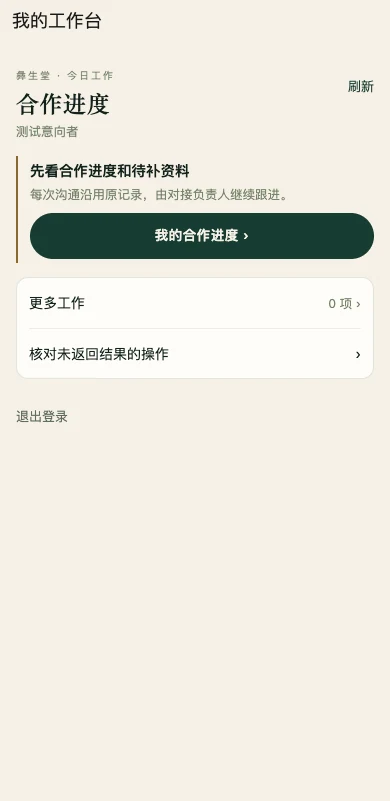 我的工作台
彝生堂 · 今日工作
合作进度
刷新
测试意向者
先看合作进度和待补资料
每次沟通沿用原记录，由对接负责人继续跟进。
我的合作进度 ›
更多工作
0 项 ›
核对未返回结果的操作 ›
退出登录